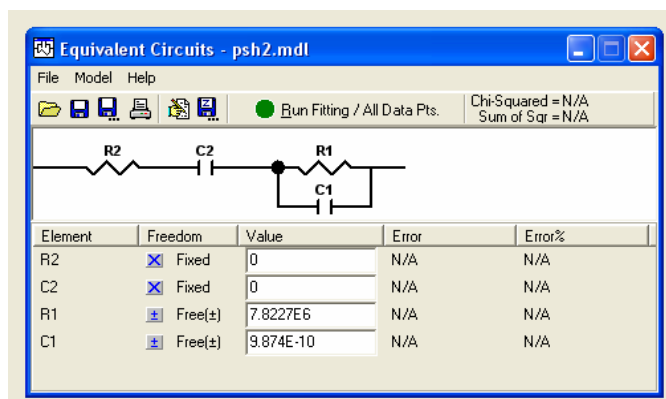 Equivalent Circuits - psh2.mdl
File Model Help
Run Fitting / All Data Pts.
Chi-Squared = N/A
Sum of Sqr = N/A
R2 C2 R1
C1
Element Freedom Value Error Error%
R2 Fixed 0 N/A N/A
C2 Fixed 0 N/A N/A
R1 ± Free(±) 7.8227E6 N/A N/A
C1 ± Free(±) 9.874E-10 N/A N/A